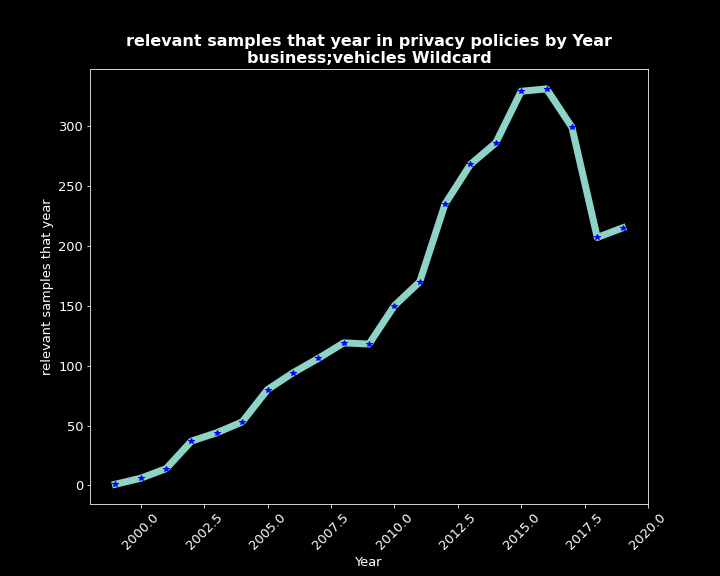 relevant samples that year in privacy policies by Year
business;vehicles Wildcard
relevant samples that year
300
250
200
150
100
50
0
2000.0 2002.5 2005.0 2007.5 2010.0 2012.5 2015.0 2017.5 2020.0
Year